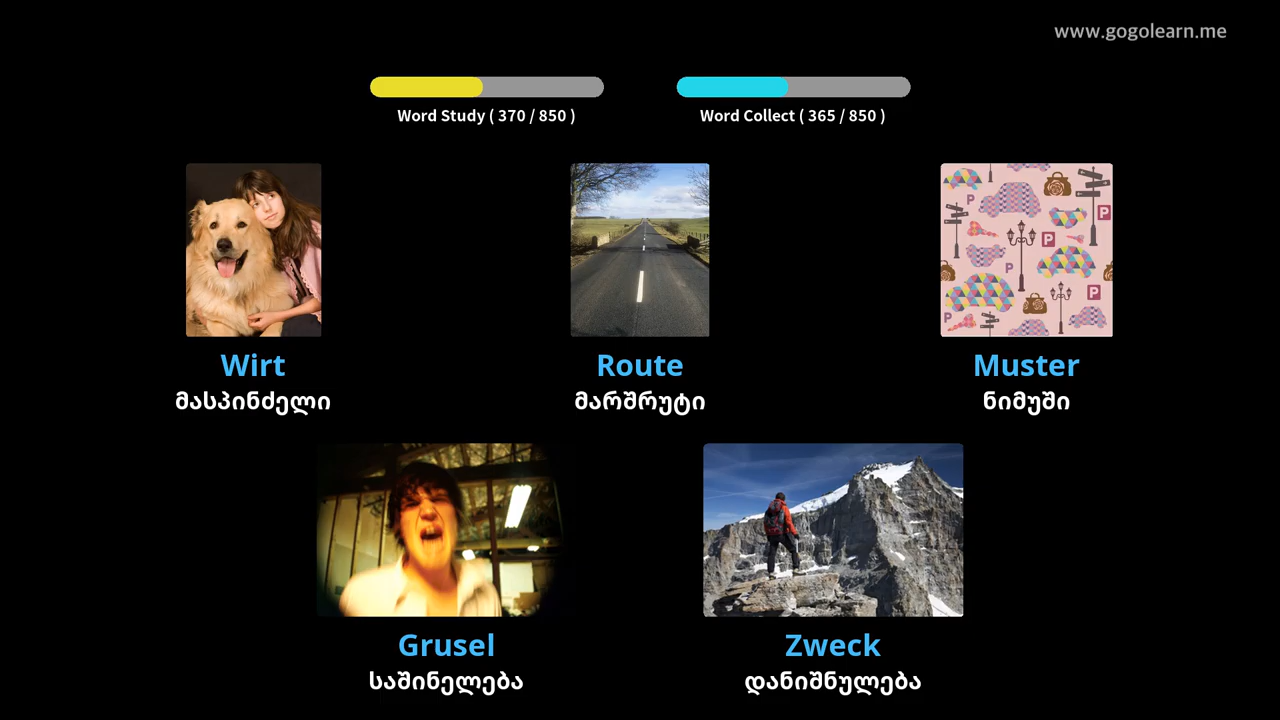 www.gogolearn.me
Word Study ( 370 / 850 )
Word Collect ( 365 / 850 )
Wirt
მასპინძელი
Route
მარშრუტი
P
P
P
P
P
P
Muster
ნიმუში
Grusel
საშინელება
Zweck
დანიშნულება